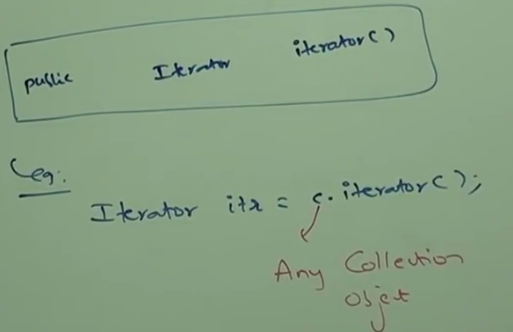 public Iterator iterator()
eg:
Iterator itr = c.iterator();
Any Collection
object